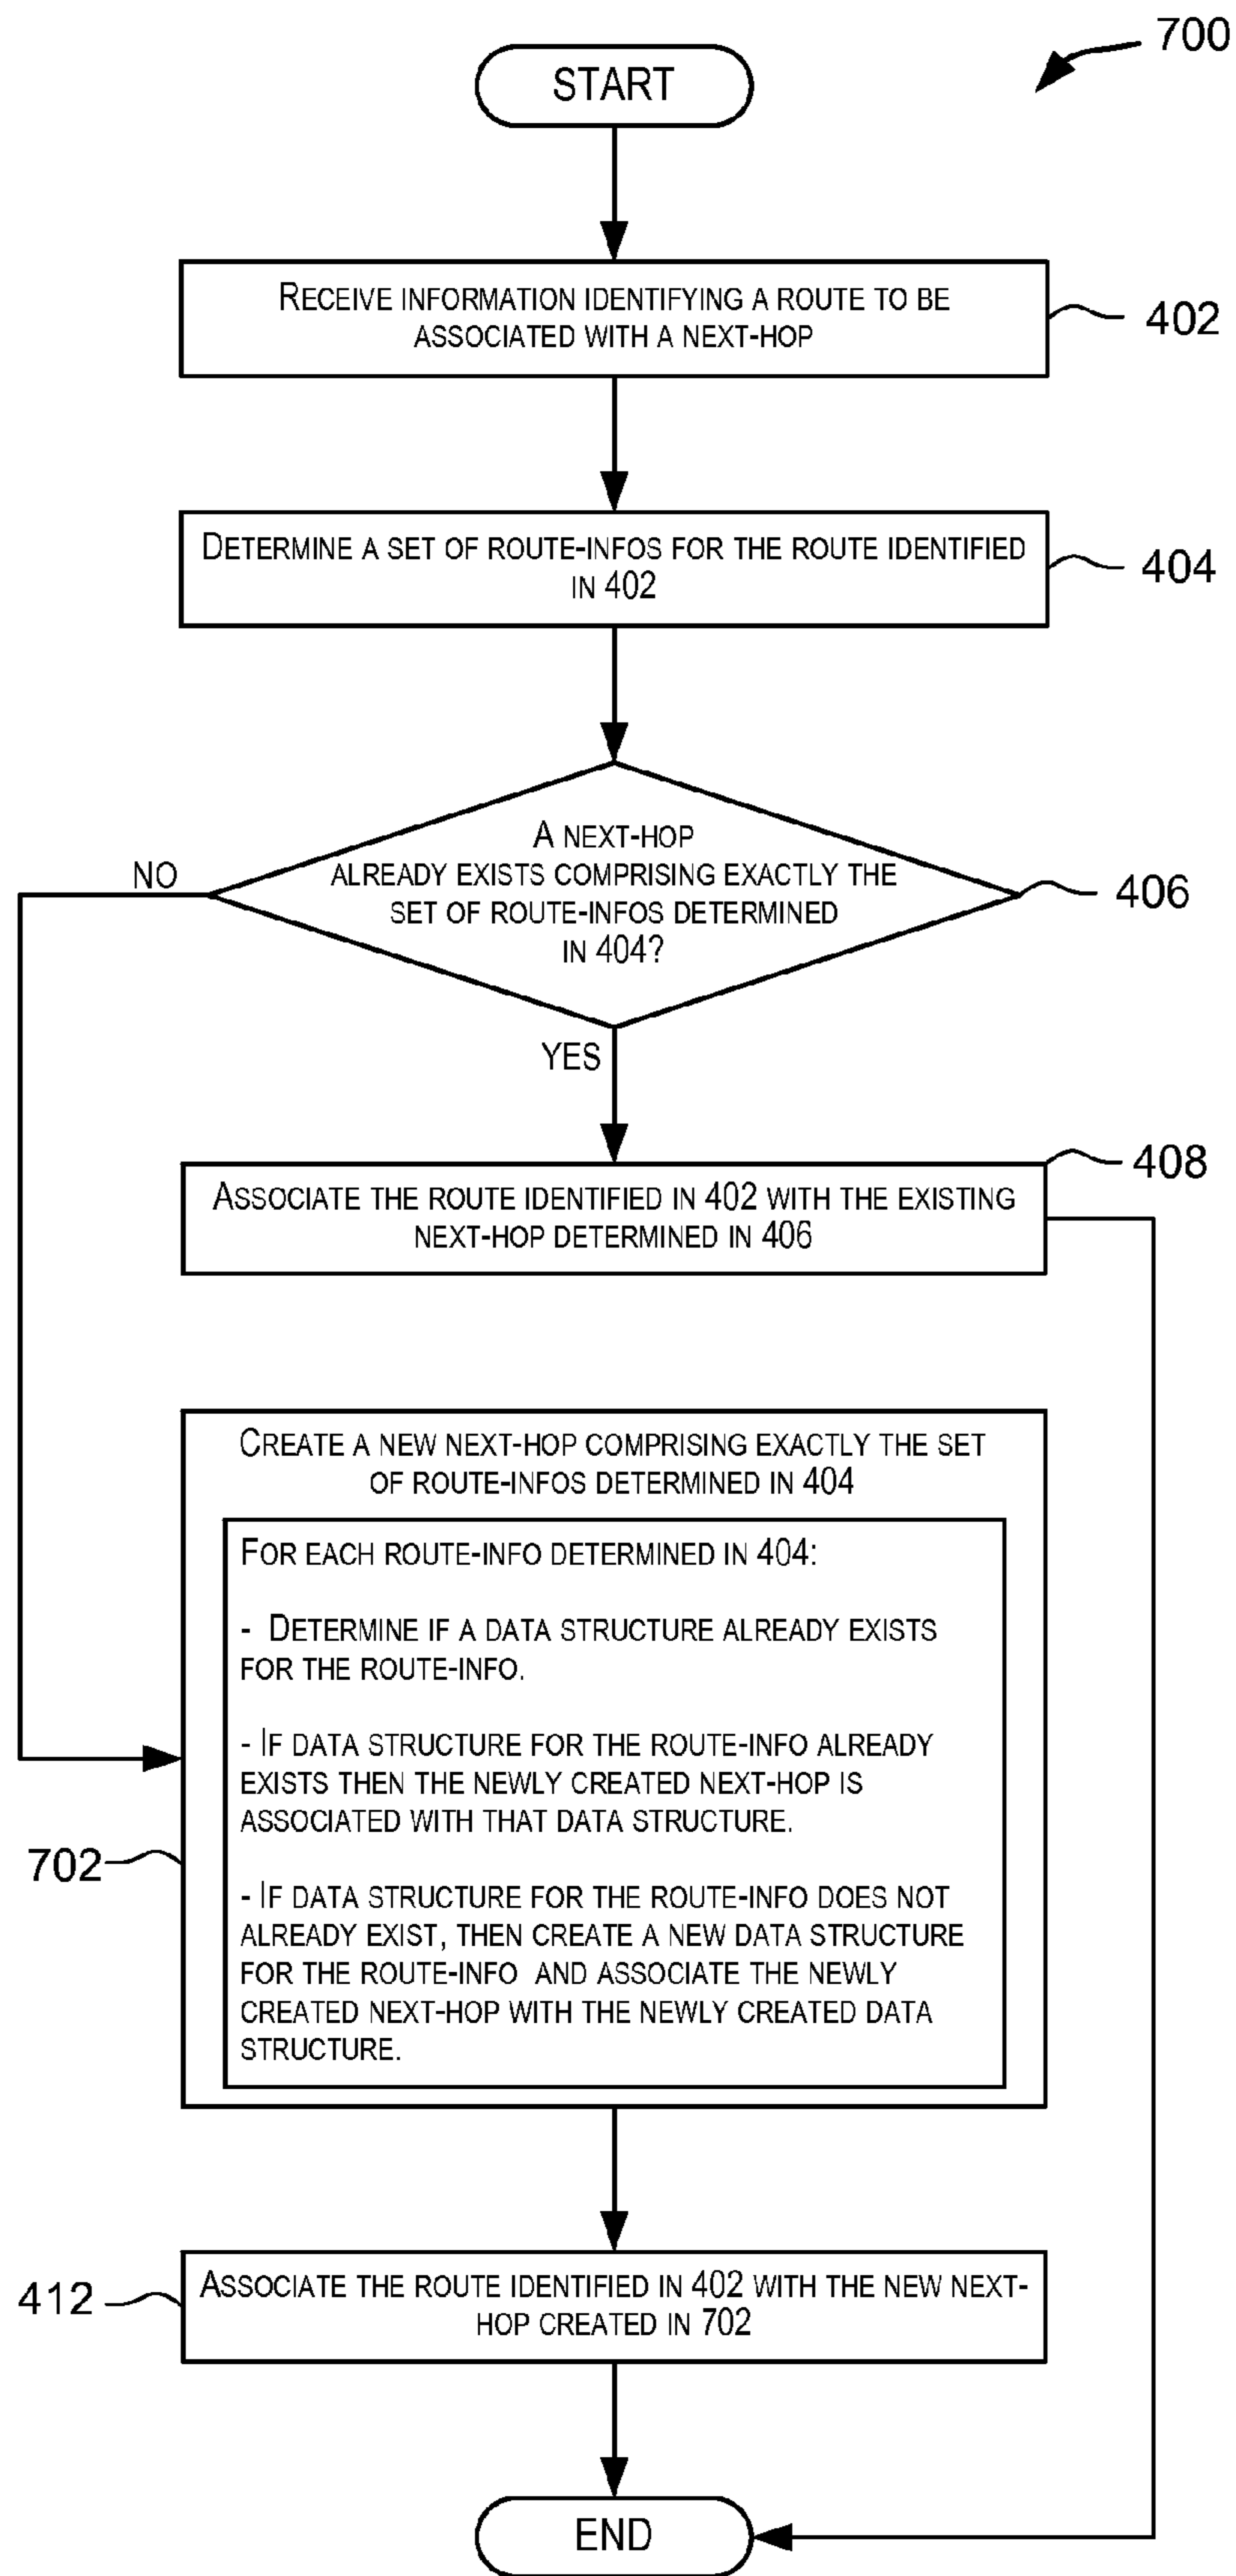 700
START
RECEIVE INFORMATION IDENTIFYING A ROUTE TO BE
ASSOCIATED WITH A NEXT-HOP
402
DETERMINE A SET OF ROUTE-INFOS FOR THE ROUTE IDENTIFIED
IN 402
404
A NEXT-HOP
ALREADY EXISTS COMPRISING EXACTLY THE
SET OF ROUTE-INFOS DETERMINED
IN 404?
406
NO
YES
408
ASSOCIATE THE ROUTE IDENTIFIED IN 402 WITH THE EXISTING
NEXT-HOP DETERMINED IN 406
CREATE A NEW NEXT-HOP COMPRISING EXACTLY THE SET
OF ROUTE-INFOS DETERMINED IN 404
FOR EACH ROUTE-INFO DETERMINED IN 404:
- DETERMINE IF A DATA STRUCTURE ALREADY EXISTS
FOR THE ROUTE-INFO.
- IF DATA STRUCTURE FOR THE ROUTE-INFO ALREADY
EXISTS THEN THE NEWLY CREATED NEXT-HOP IS
ASSOCIATED WITH THAT DATA STRUCTURE.
702
- IF DATA STRUCTURE FOR THE ROUTE-INFO DOES NOT
ALREADY EXIST, THEN CREATE A NEW DATA STRUCTURE
FOR THE ROUTE-INFO AND ASSOCIATE THE NEWLY
CREATED NEXT-HOP WITH THE NEWLY CREATED DATA
STRUCTURE.
412
ASSOCIATE THE ROUTE IDENTIFIED IN 402 WITH THE NEW NEXT-
HOP CREATED IN 702
END